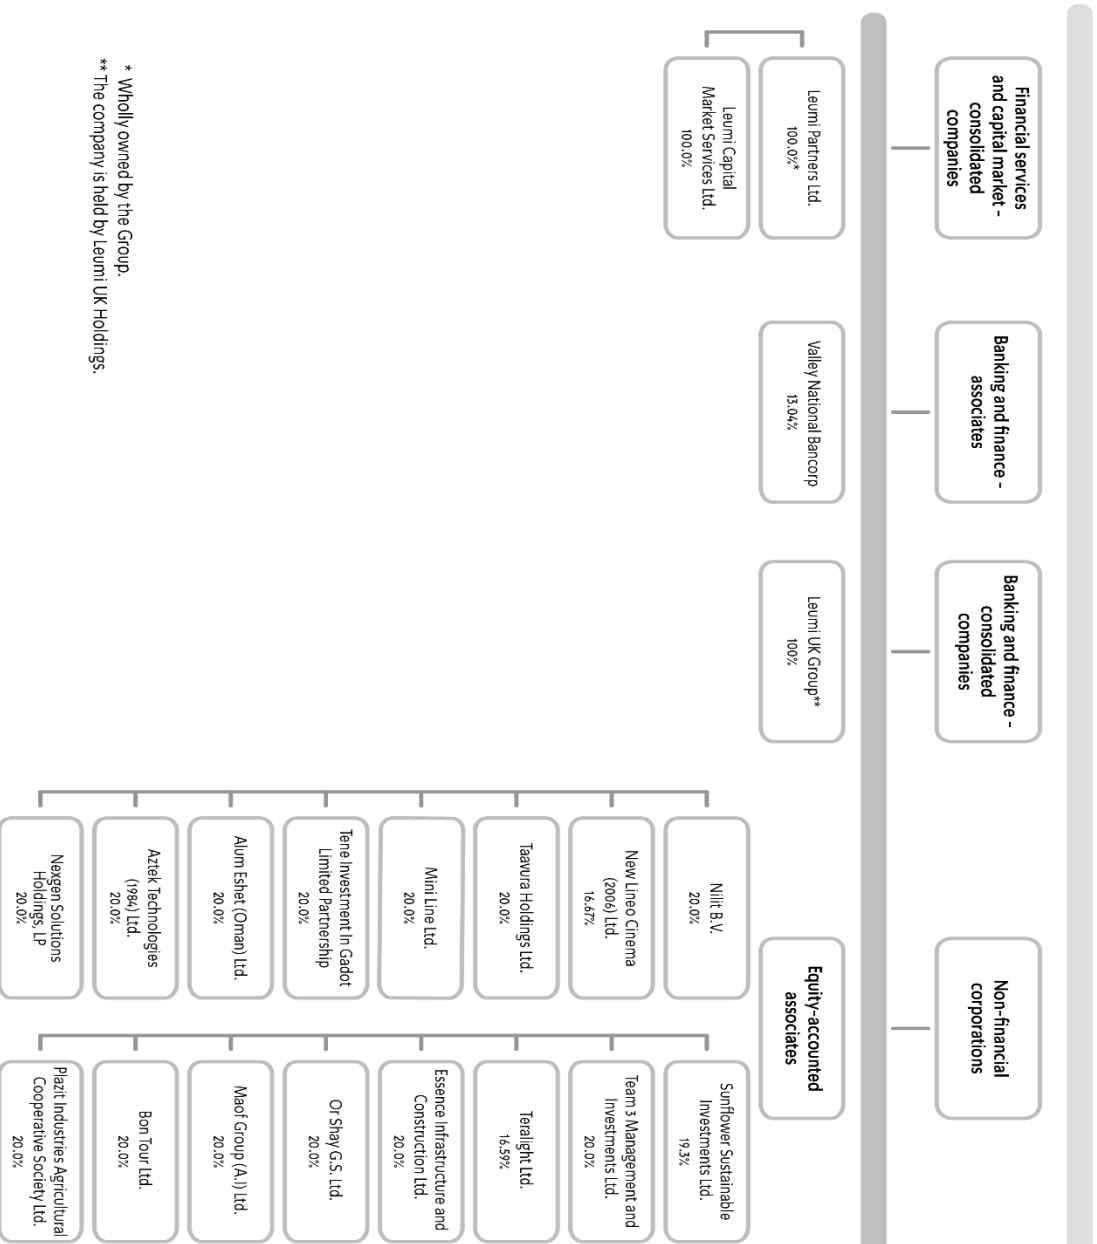 Financial services
and capital market -
consolidated
companies
Banking and finance -
associates
Banking and finance -
consolidated
companies
Non-financial
corporations
Leumi Partners Ltd.
100.0%*
Leumi Capital
Market Services Ltd.
100.0%
Valley National Bancorp
13.04%
Leumi UK Group**
100%
Equity-accounted
associates
Nilit B.V.
20.0%
New Lineo Cinema
(2006) Ltd.
16.67%
Taavura Holdings Ltd.
20.0%
Mini Line Ltd.
20.0%
Tene Investment In Gadot
Limited Partnership
20.0%
Alum Eshet (Oman) Ltd.
20.0%
Aztek Technologies
(1984) Ltd.
20.0%
Nexgen Solutions
Holdings, LP
20.0%
Sunflower Sustainable
Investments Ltd.
19.3%
Team 3 Management and
Investments Ltd.
20.0%
Teralight Ltd.
16.59%
Essence Infrastructure and
Construction Ltd.
20.0%
Or Shay G.S. Ltd.
20.0%
Maof Group (A.I) Ltd.
20.0%
Bon Tour Ltd.
20.0%
Plazit Industries Agricultural
Cooperative Society Ltd.
20.0%
* Wholly owned by the Group.
** The company is held by Leumi UK Holdings.